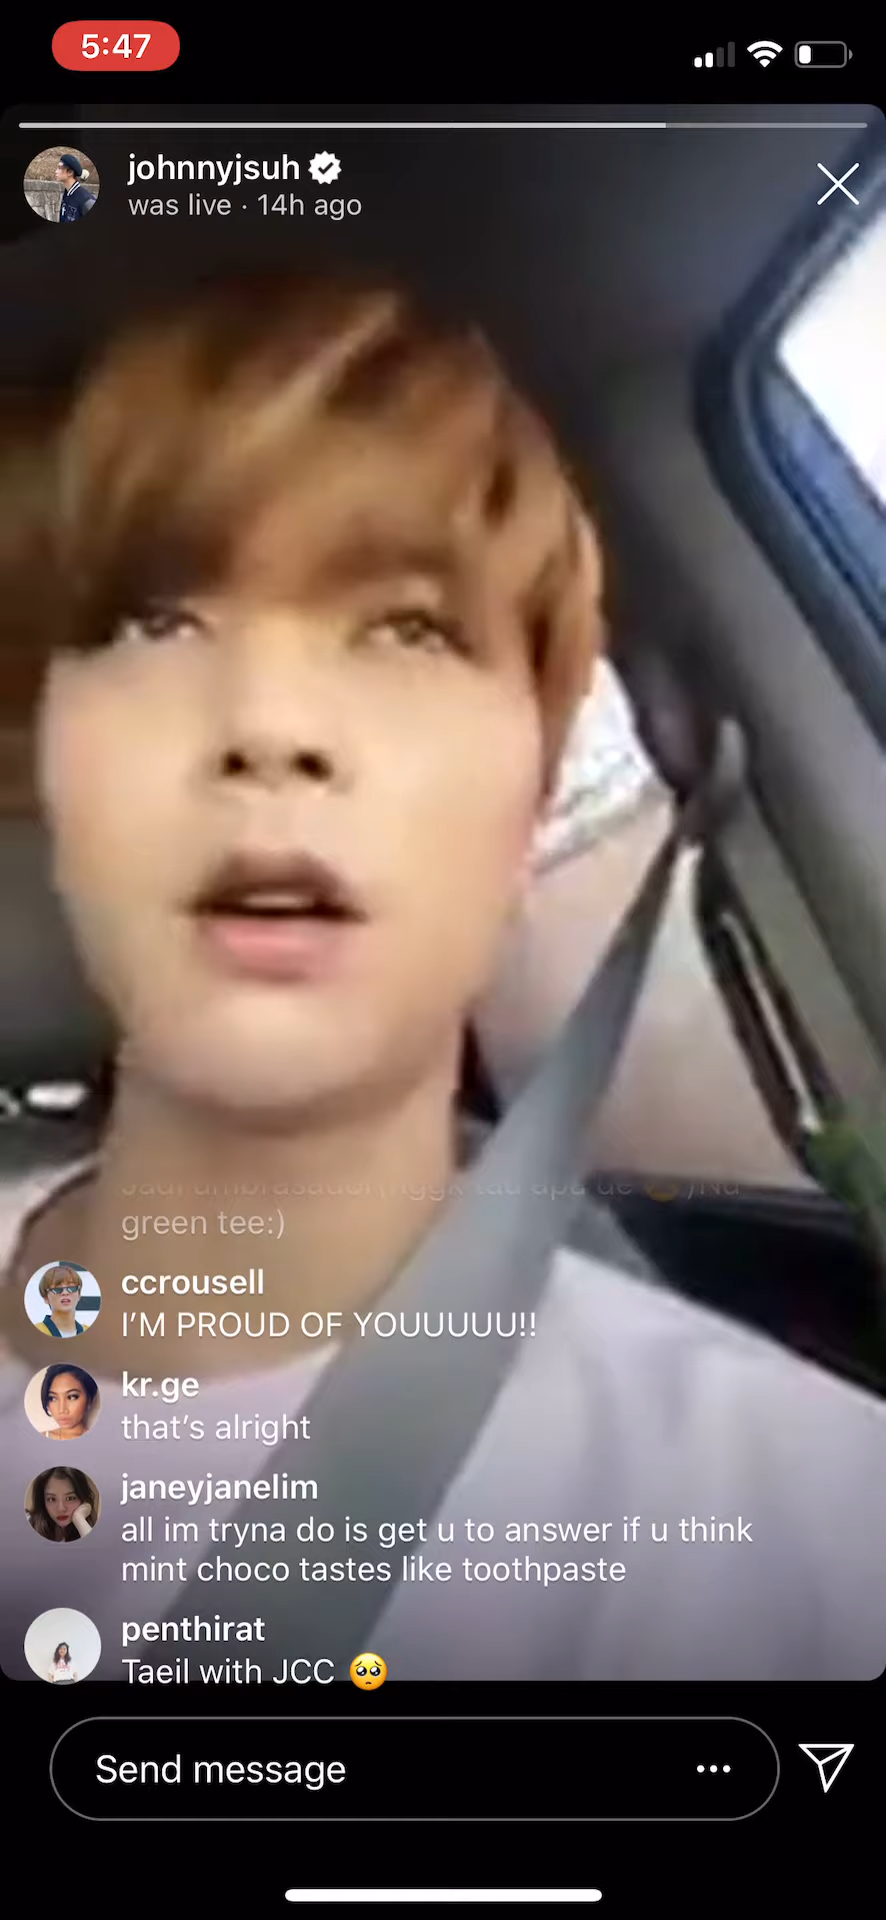 5:47
johnnyjsuh
was live · 14h ago
green tee:)
ccrousell
I'M PROUD OF YOUUUUU!!
kr.ge
that's alright
janeyjanelim
all im tryna do is get u to answer if u think
mint choco tastes like toothpaste
penthirat
Taeil with JCC 🥺
Send message